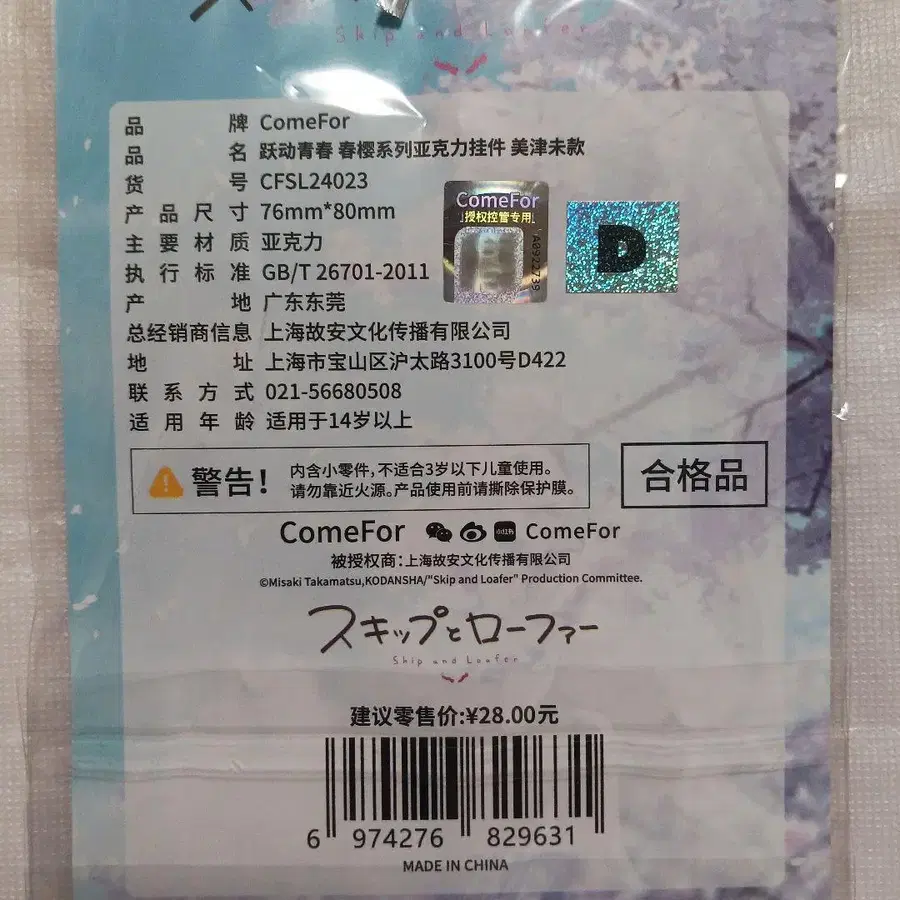 Skip and Loafer
品牌 ComeFor
品名 跃动青春 春樱系列亚克力挂件 美津未款
货号 CFSL24023
产品尺寸 76mm*80mm
主要材质 亚克力
执行标准 GB/T 26701-2011
产地 广东东莞
总经销商信息 上海故安文化传播有限公司
地址 上海市宝山区沪太路3100号D422
联系方式 021-56680508
适用年龄 适用于14岁以上
ComeFor
授权控管专用
A0922739
D
警告!
内含小零件,不适合3岁以下儿童使用。
请勿靠近火源。产品使用前请撕除保护膜。
合格品
ComeFor 小红书 ComeFor
被授权商:上海故安文化传播有限公司
©Misaki Takamatsu,KODANSHA/"Skip and Loafer" Production Committee.
スキップとローファー
Skip and Loafer
建议零售价:¥28.00元
6 974276 829631
MADE IN CHINA